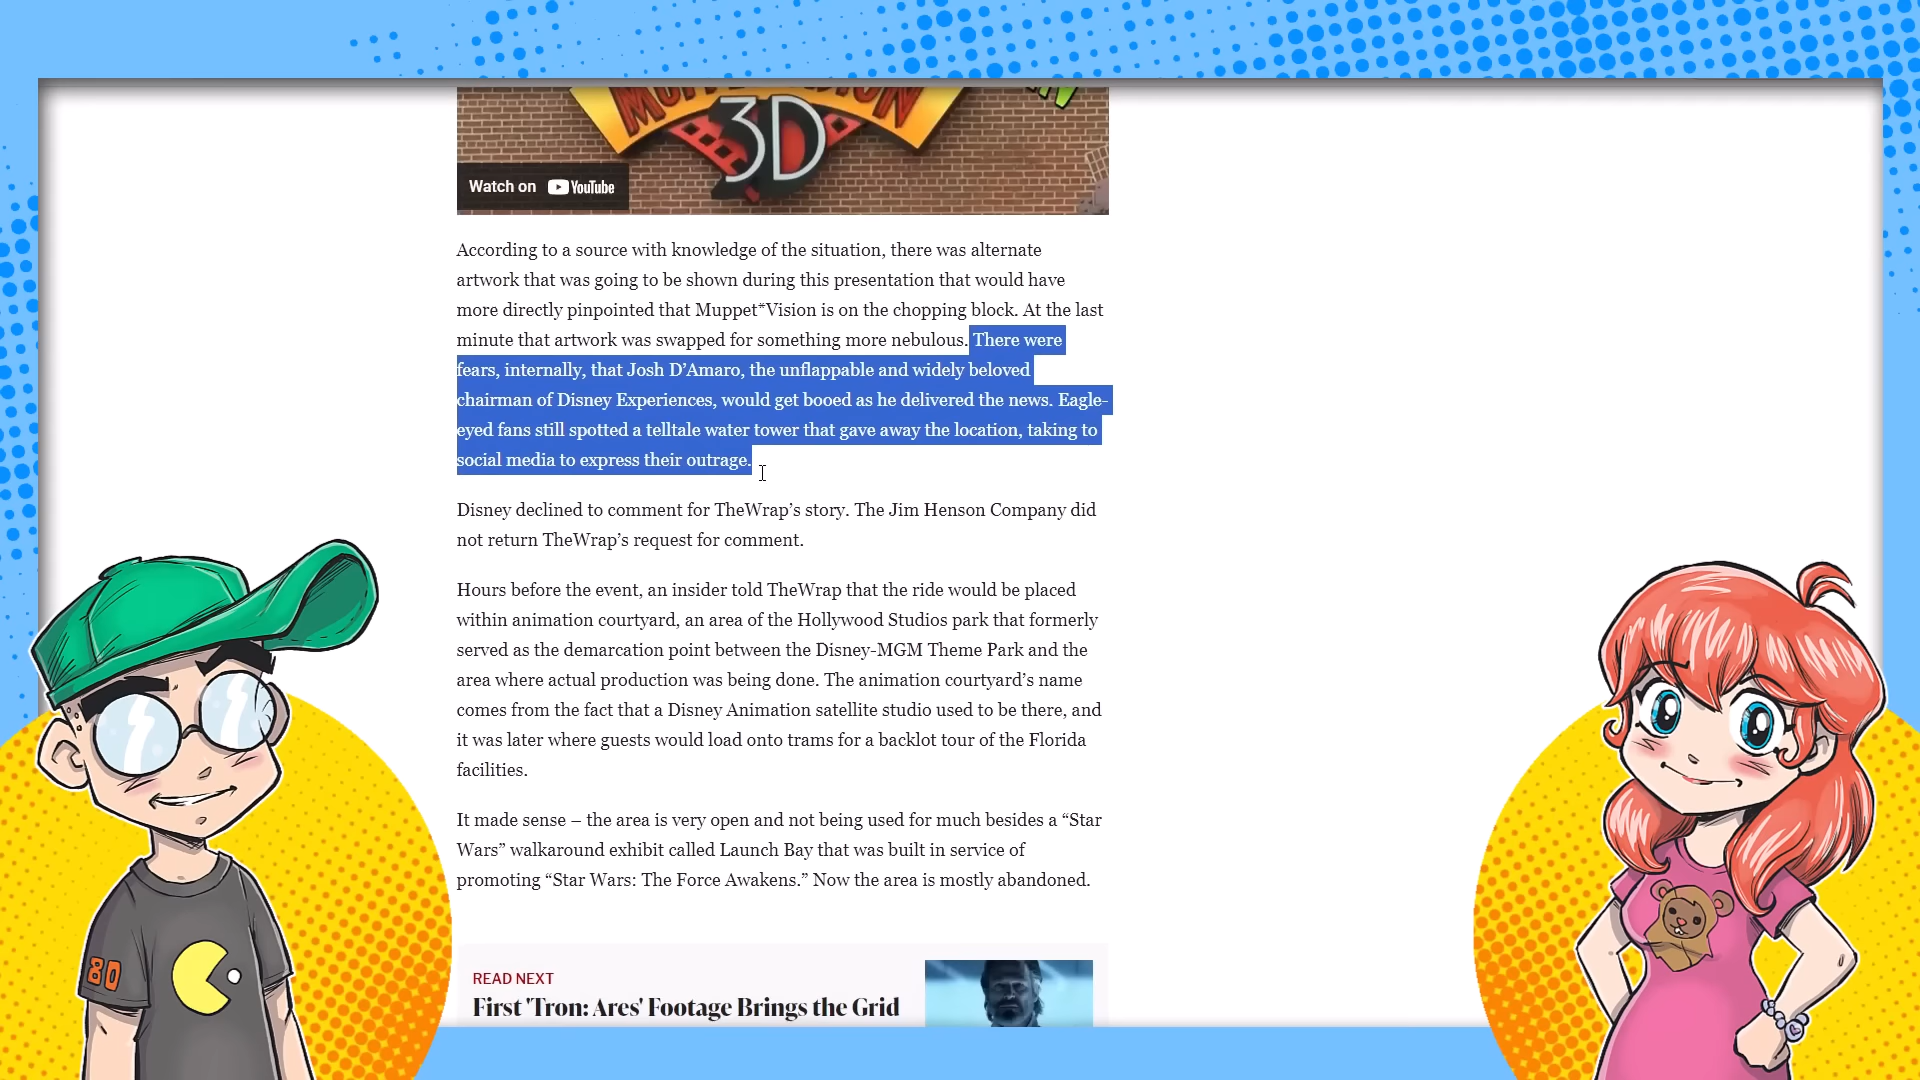 MUPPET VISION
3D
Watch on YouTube
According to a source with knowledge of the situation, there was alternate
artwork that was going to be shown during this presentation that would have
more directly pinpointed that Muppet*Vision is on the chopping block. At the last
minute that artwork was swapped for something more nebulous. There were
fears, internally, that Josh D’Amaro, the unflappable and widely beloved
chairman of Disney Experiences, would get booed as he delivered the news. Eagle-
eyed fans still spotted a telltale water tower that gave away the location, taking to
social media to express their outrage.
Disney declined to comment for TheWrap’s story. The Jim Henson Company did
not return TheWrap’s request for comment.
Hours before the event, an insider told TheWrap that the ride would be placed
within animation courtyard, an area of the Hollywood Studios park that formerly
served as the demarcation point between the Disney-MGM Theme Park and the
area where actual production was being done. The animation courtyard’s name
comes from the fact that a Disney Animation satellite studio used to be there, and
it was later where guests would load onto trams for a backlot tour of the Florida
facilities.
It made sense – the area is very open and not being used for much besides a “Star
Wars” walkaround exhibit called Launch Bay that was built in service of
promoting “Star Wars: The Force Awakens.” Now the area is mostly abandoned.
READ NEXT
First 'Tron: Ares' Footage Brings the Grid
80